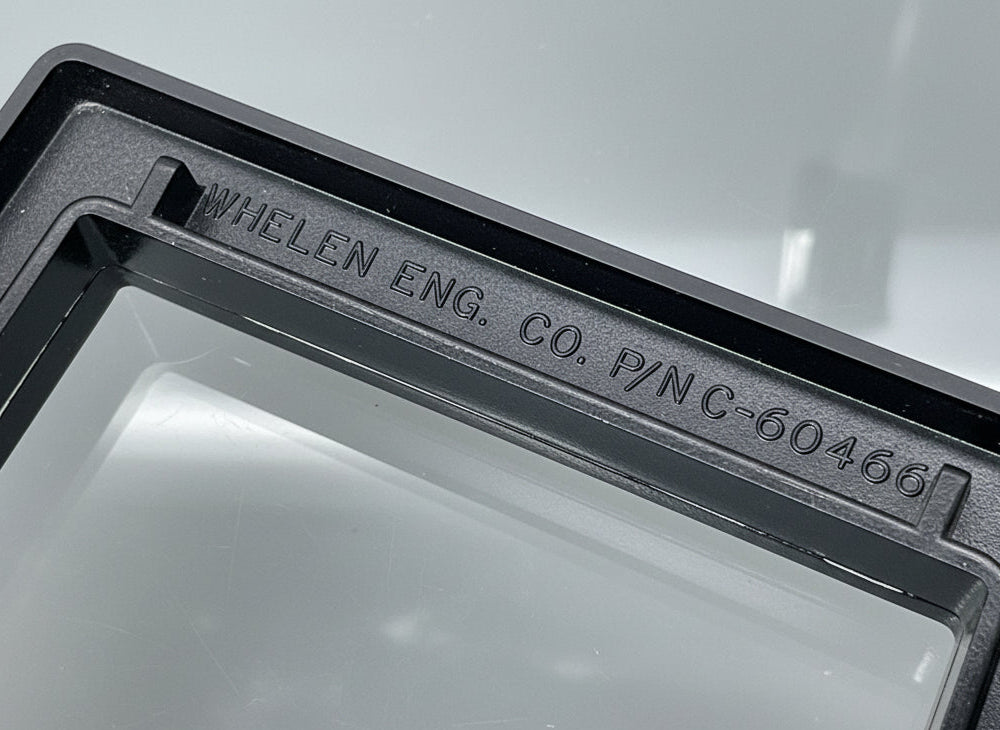 WHELEN ENG. CO. P/N C-60466